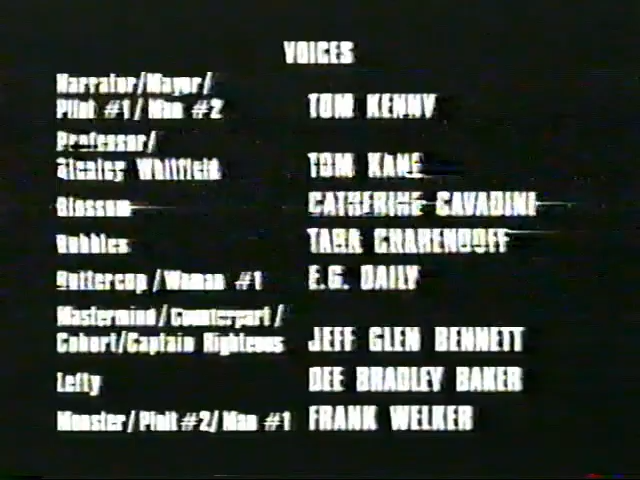 VOICES
Narrator/Mayor/
Pilot #1/ Man #2 TOM KENNY
Professor/
Stanley Whitfield TOM KANE
Blossom CATHERINE CAVADINI
Bubbles TARA CHARENDOFF
Buttercup/Woman #1 E.G. DAILY
Mastermind/Counterpart/
Cohort/Captain Righteous JEFF GLEN BENNETT
Lefty DEE BRADLEY BAKER
Monster/Pinit #2/ Man #1 FRANK WELKER